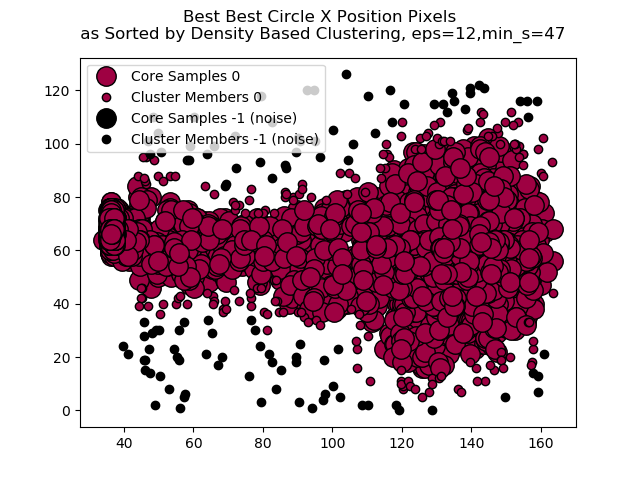 Best Best Circle X Position Pixels
as Sorted by Density Based Clustering, eps=12,min_s=47
Core Samples 0
Cluster Members 0
Core Samples -1 (noise)
Cluster Members -1 (noise)
120
100
80
60
40
20
0
40 60 80 100 120 140 160